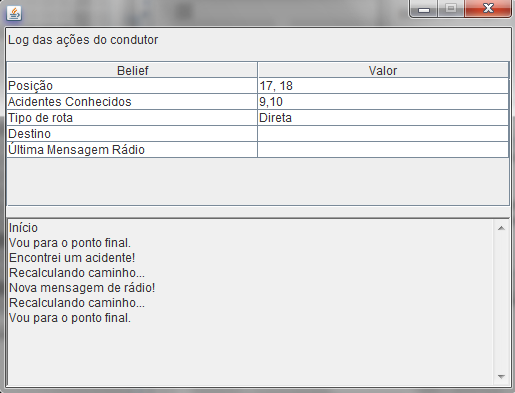 Log das ações do condutor
Belief Valor
Posição 17, 18
Acidentes Conhecidos 9,10
Tipo de rota Direta
Destino
Última Mensagem Rádio
Início
Vou para o ponto final.
Encontrei um acidente!
Recalculando caminho...
Nova mensagem de rádio!
Recalculando caminho...
Vou para o ponto final.